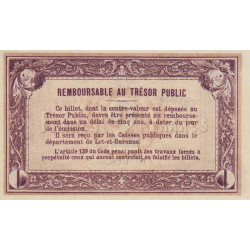 REMBOURSABLE AU TRÉSOR PUBLIC
Ce billet, dont la contre-valeur est déposée au
Trésor Public, devra être présenté au rembourse-
ment dans un délai de cinq ans, à dater du jour
de l'émission.
Il sera reçu par les Caisses publiques dans le
département de Lot-et-Garonne.
L'article 139 du Code pénal punit des travaux forcés à
perpétuité ceux qui auront contrefait ou falsifié les billets.